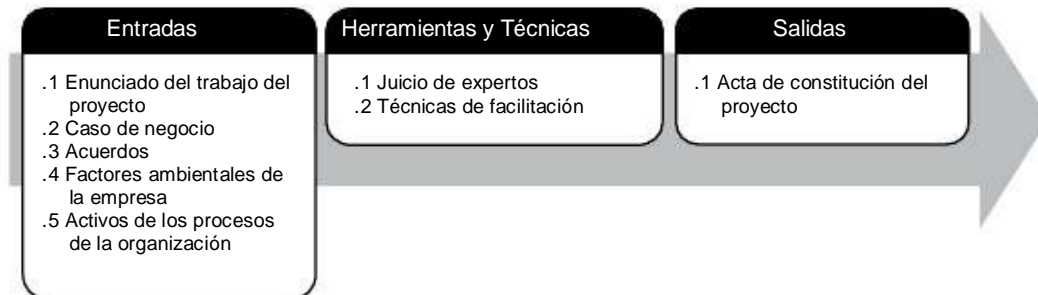 Entradas
.1 Enunciado del trabajo del
proyecto
.2 Caso de negocio
.3 Acuerdos
.4 Factores ambientales de
la empresa
.5 Activos de los procesos
de la organización
Herramientas y Técnicas
.1 Juicio de expertos
.2 Técnicas de facilitación
Salidas
.1 Acta de constitución del
proyecto